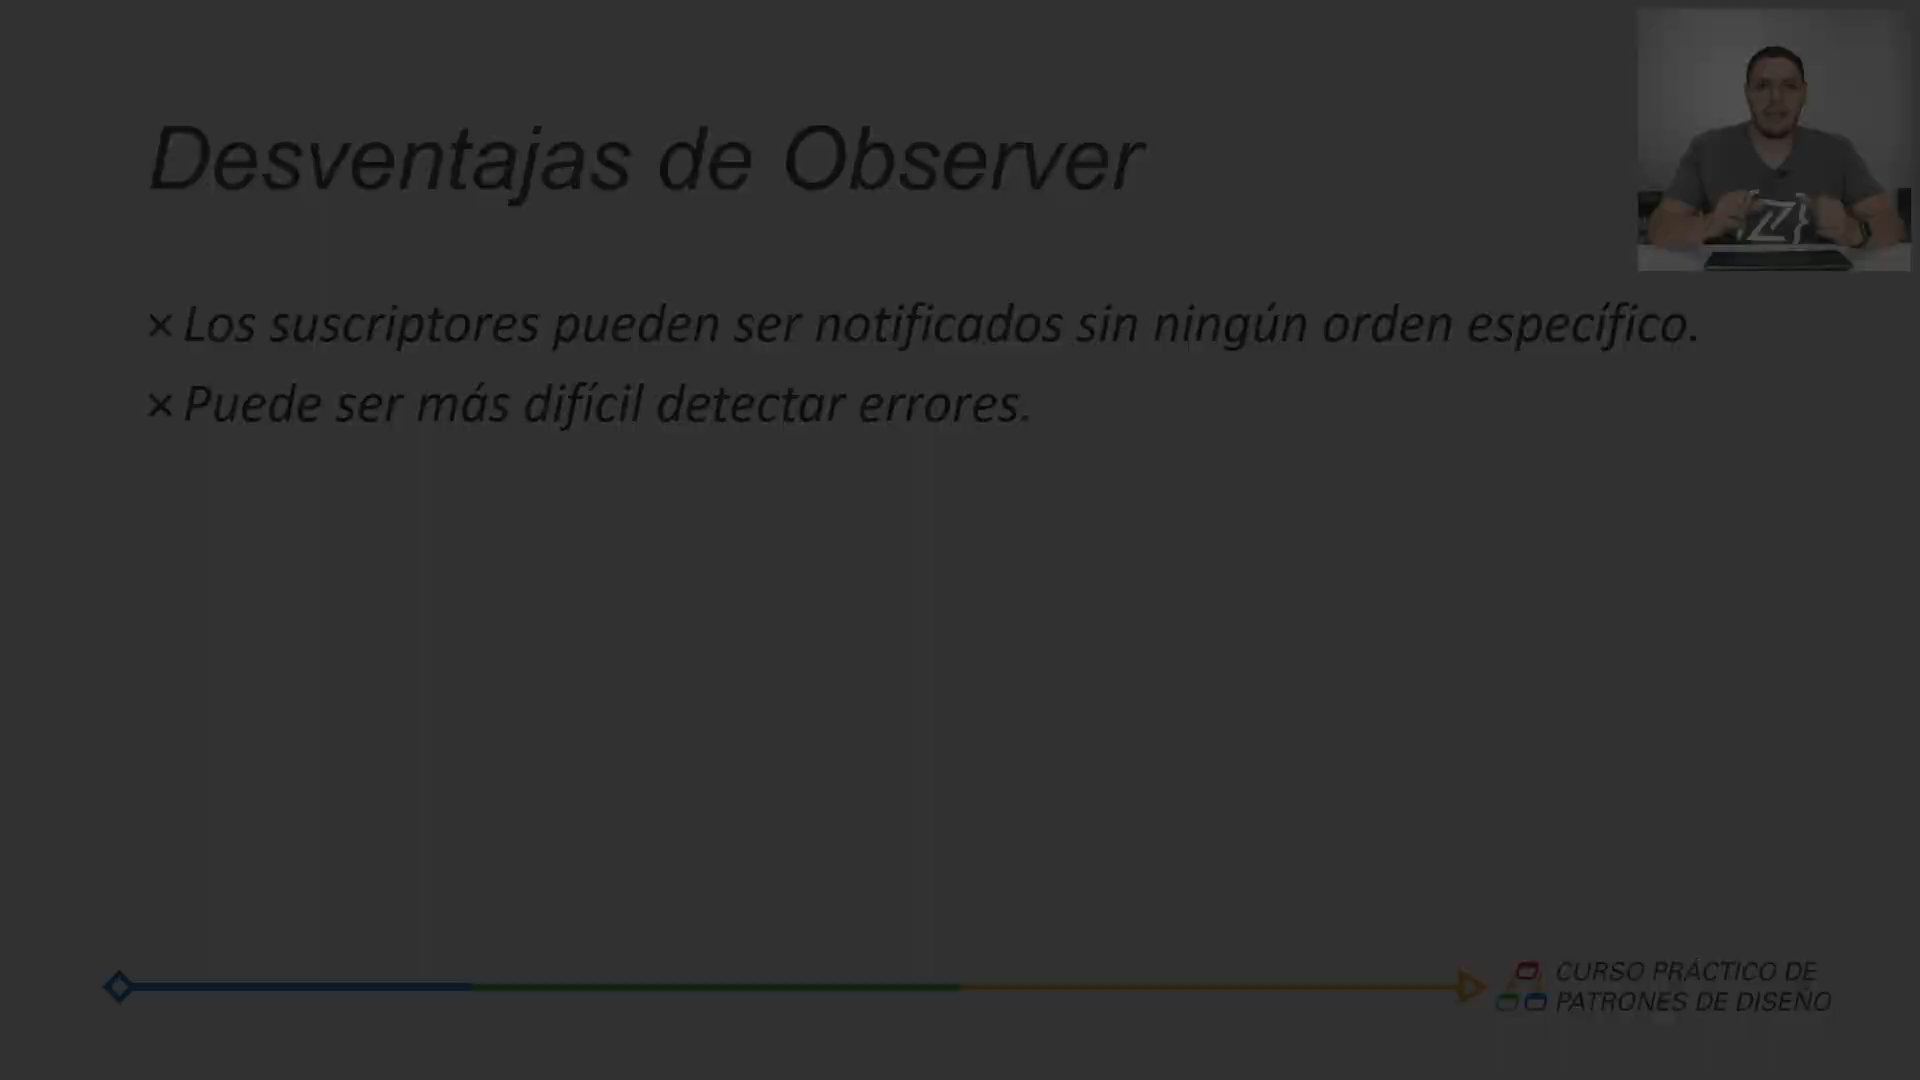 Desventajas de Observer
× Los suscriptores pueden ser notificados sin ningún orden específico.
× Puede ser más difícil detectar errores.
{Z}
CURSO PRÁCTICO DE
PATRONES DE DISEÑO